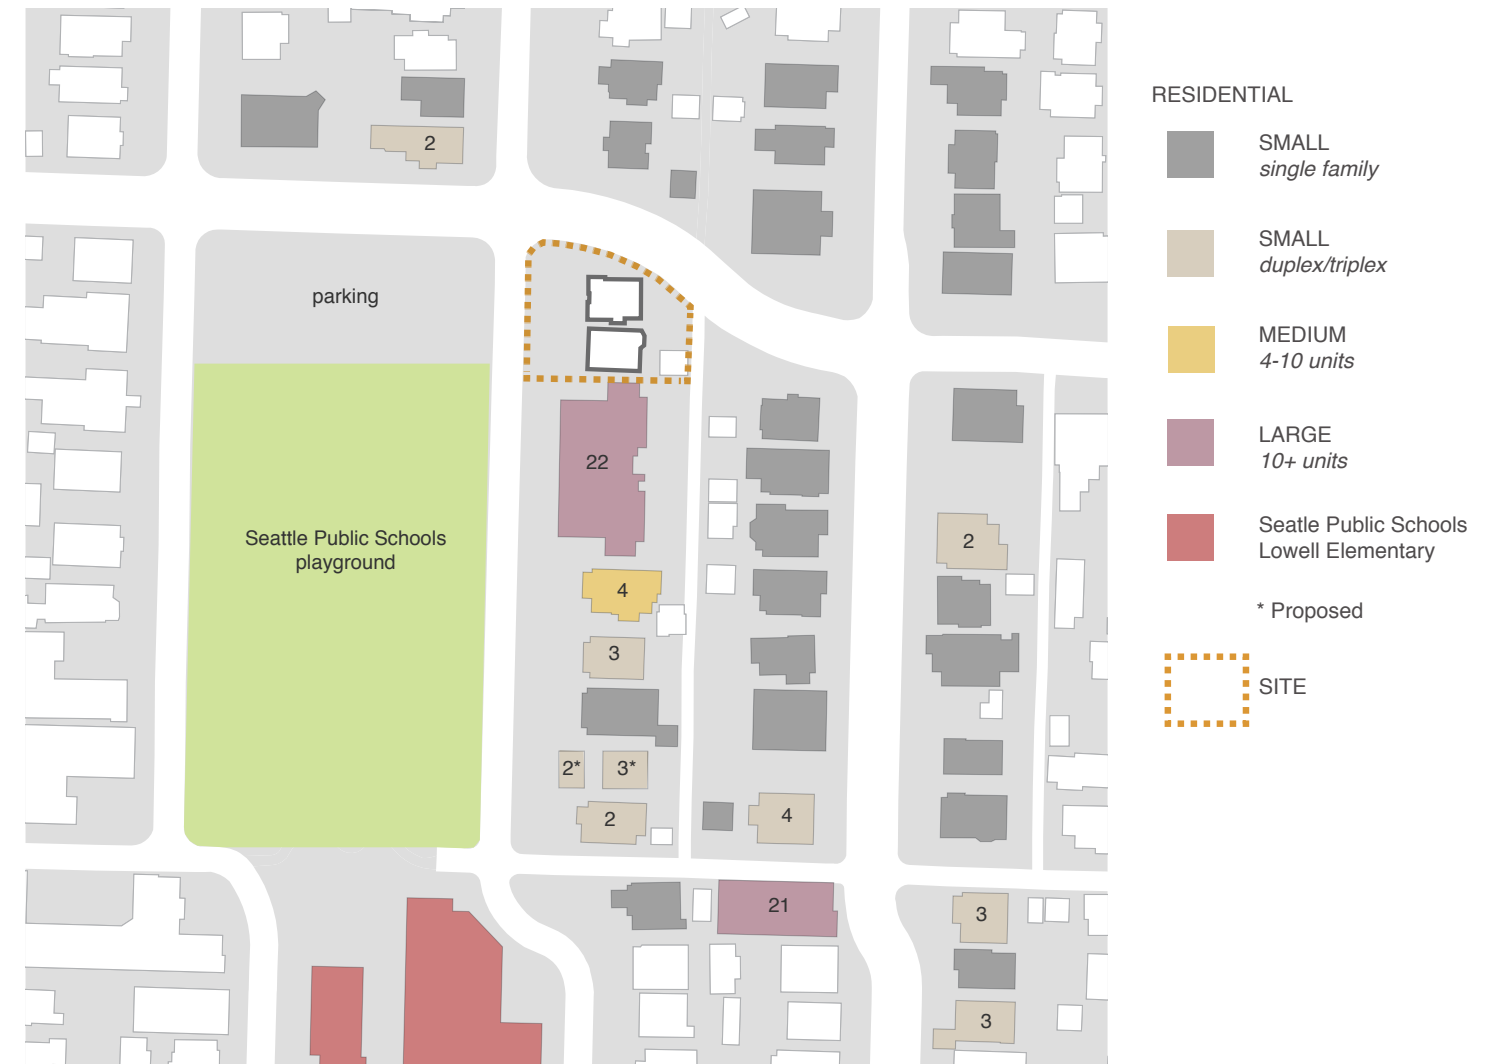 2
parking
22
Seattle Public Schools
playground
4
3
2*
3*
2
4
2
21
3
3
RESIDENTIAL
SMALL
single family
SMALL
duplex/triplex
MEDIUM
4-10 units
LARGE
10+ units
Seatle Public Schools
Lowell Elementary
* Proposed
SITE